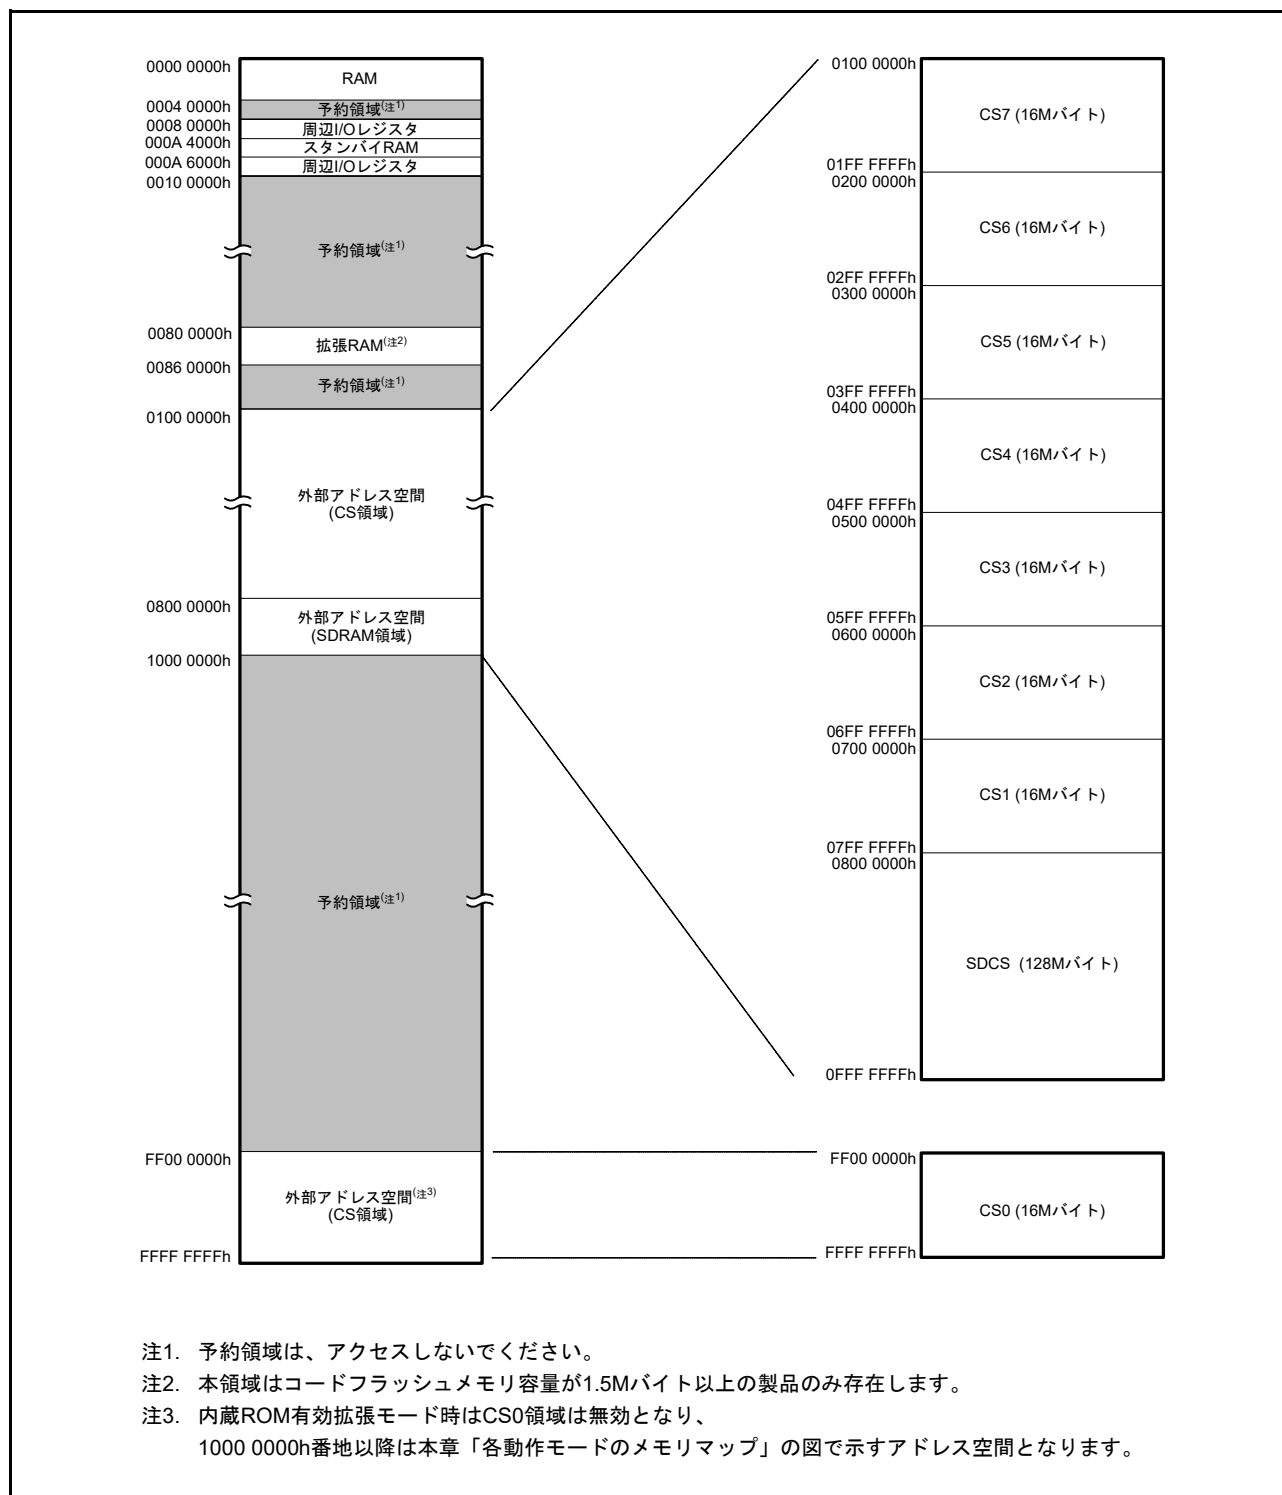 0000 0000h
RAM
0004 0000h
予約領域(注1)
0008 0000h
周辺I/Oレジスタ
000A 4000h
スタンバイRAM
000A 6000h
周辺I/Oレジスタ
0010 0000h
予約領域(注1)
0080 0000h
拡張RAM(注2)
0086 0000h
予約領域(注1)
0100 0000h
外部アドレス空間
(CS領域)
0800 0000h
外部アドレス空間
(SDRAM領域)
1000 0000h
予約領域(注1)
FF00 0000h
外部アドレス空間(注3)
(CS領域)
FFFF FFFFh
0100 0000h
CS7 (16Mバイト)
01FF FFFFh
0200 0000h
CS6 (16Mバイト)
02FF FFFFh
0300 0000h
CS5 (16Mバイト)
03FF FFFFh
0400 0000h
CS4 (16Mバイト)
04FF FFFFh
0500 0000h
CS3 (16Mバイト)
05FF FFFFh
0600 0000h
CS2 (16Mバイト)
06FF FFFFh
0700 0000h
CS1 (16Mバイト)
07FF FFFFh
0800 0000h
SDCS (128Mバイト)
0FFF FFFFh
FF00 0000h
CS0 (16Mバイト)
FFFF FFFFh
注1. 予約領域は、アクセスしないでください。
注2. 本領域はコードフラッシュメモリ容量が1.5Mバイト以上の製品のみ存在します。
注3. 内蔵ROM有効拡張モード時はCS0領域は無効となり、
1000 0000h番地以降は本章「各動作モードのメモリマップ」の図で示すアドレス空間となります。